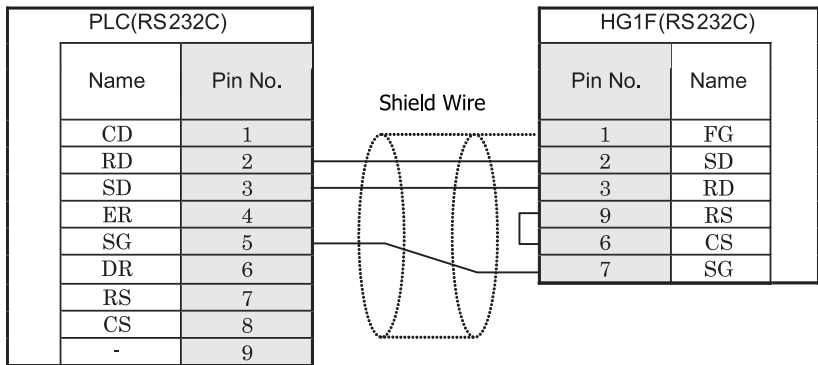 PLC(RS232C)
Name Pin No.
CD 1
RD 2
SD 3
ER 4
SG 5
DR 6
RS 7
CS 8
- 9
Shield Wire
HG1F(RS232C)
Pin No. Name
1 FG
2 SD
3 RD
9 RS
6 CS
7 SG